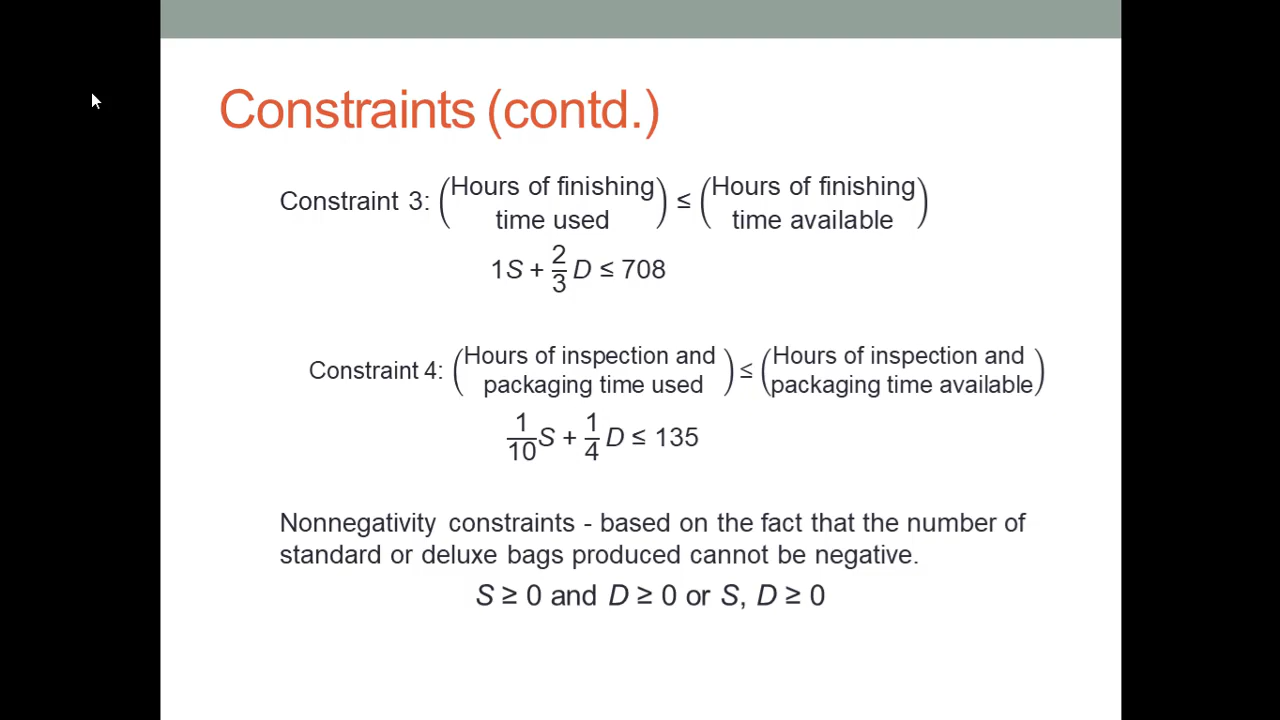 Constraints (contd.)
Constraint 3: (Hours of finishing time used) ≤ (Hours of finishing time available)
1S + 2/3 D ≤ 708
Constraint 4: (Hours of inspection and packaging time used) ≤ (Hours of inspection and packaging time available)
1/10 S + 1/4 D ≤ 135
Nonnegativity constraints - based on the fact that the number of
standard or deluxe bags produced cannot be negative.
S ≥ 0 and D ≥ 0 or S, D ≥ 0